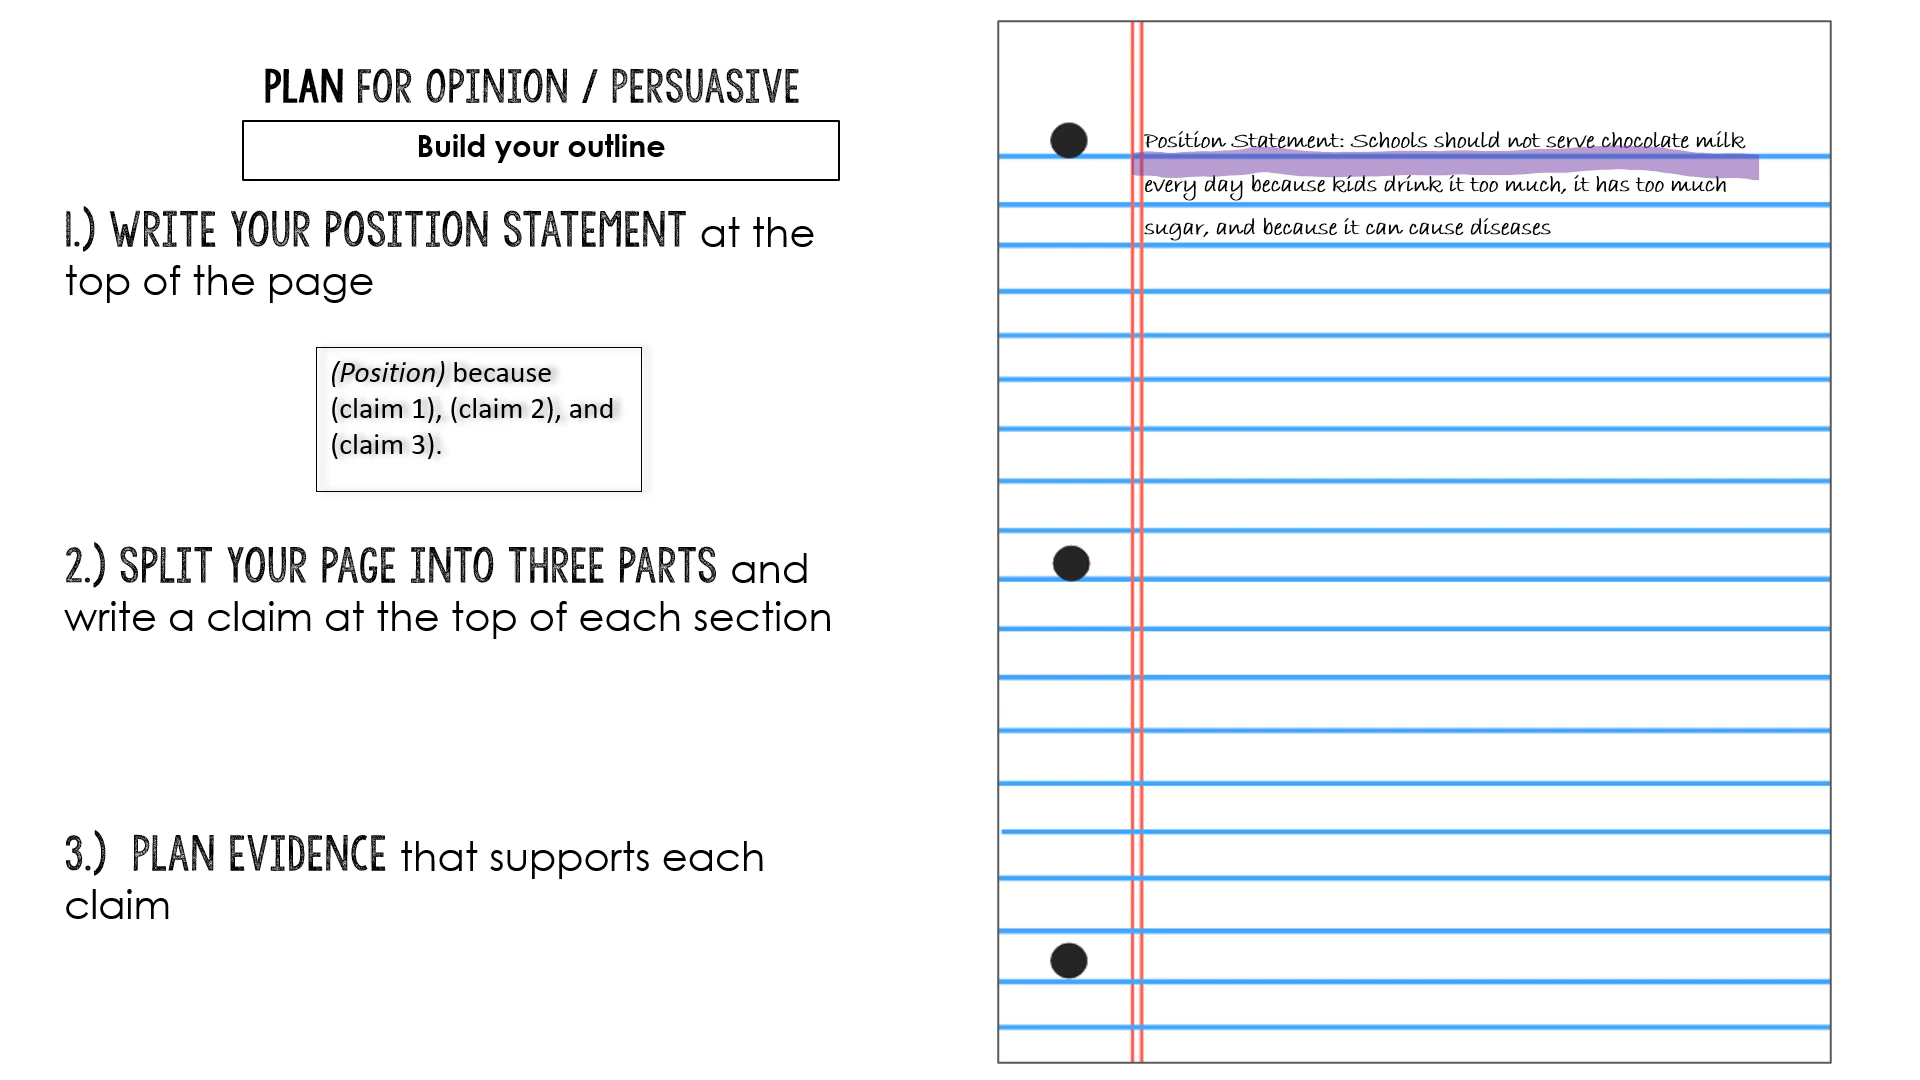 PLAN FOR OPINION / PERSUASIVE
Build your outline
1.) WRITE YOUR POSITION STATEMENT at the
top of the page
(Position) because
(claim 1), (claim 2), and
(claim 3).
2.) SPLIT YOUR PAGE INTO THREE PARTS and
write a claim at the top of each section
3.) PLAN EVIDENCE that supports each
claim
Position Statement: Schools should not serve chocolate milk
every day because kids drink it too much, it has too much
sugar, and because it can cause diseases